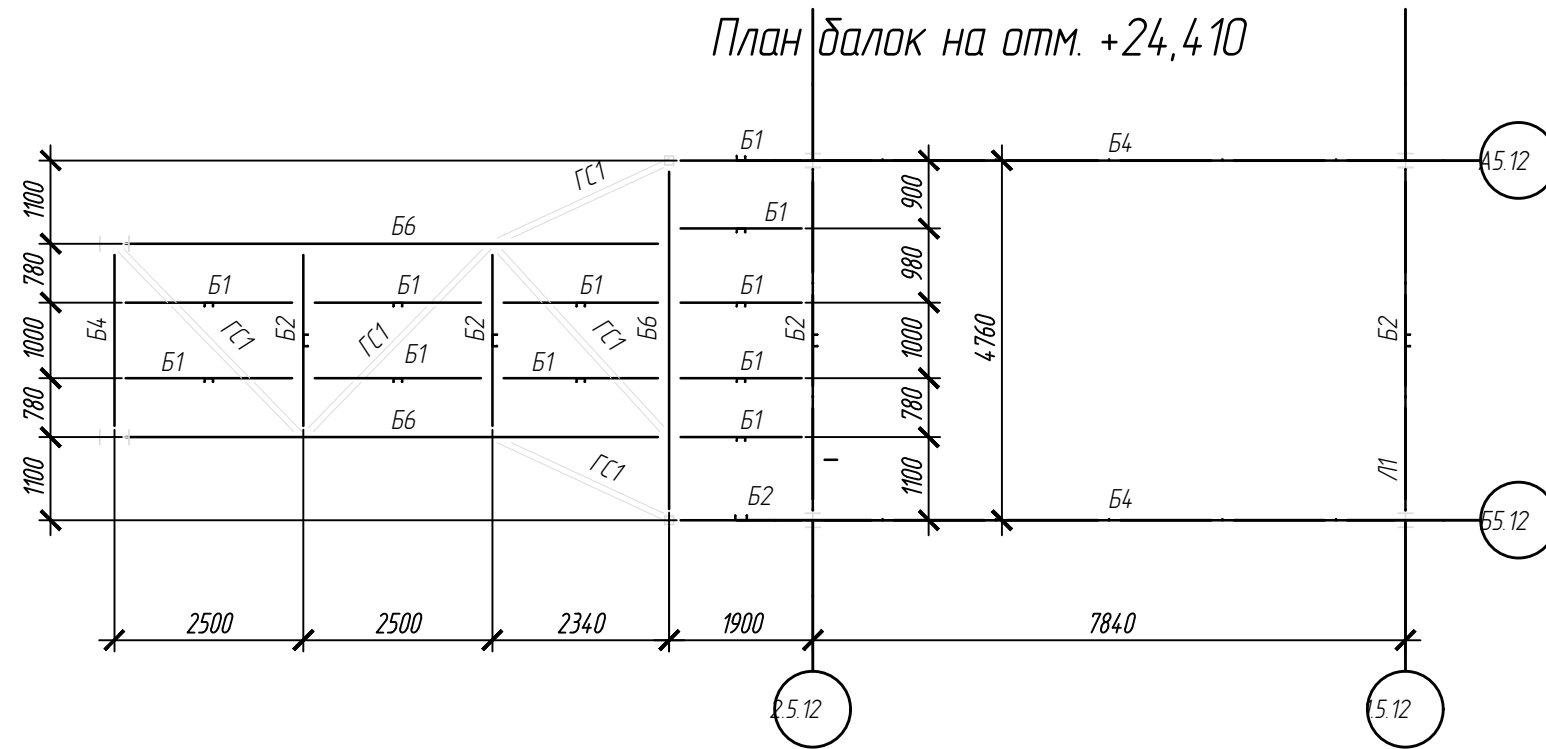 План балок на отм. +24,410
Б1
Б4
А5.12
ГС1
1100
900
Б1
Б6
780
980
Б1
Б1
Б1
Б1
Б4
ГС1
Б2
ГС1
Б2
ГС1
Б6
Б2
1000
1000
4760
Б2
Б1
Б1
Б1
Б1
780
780
Б6
Б1
ГС1
1100
1100
Л1
Б2
Б4
Б5.12
2500
2500
2340
1900
7840
2.5.12
1.5.12